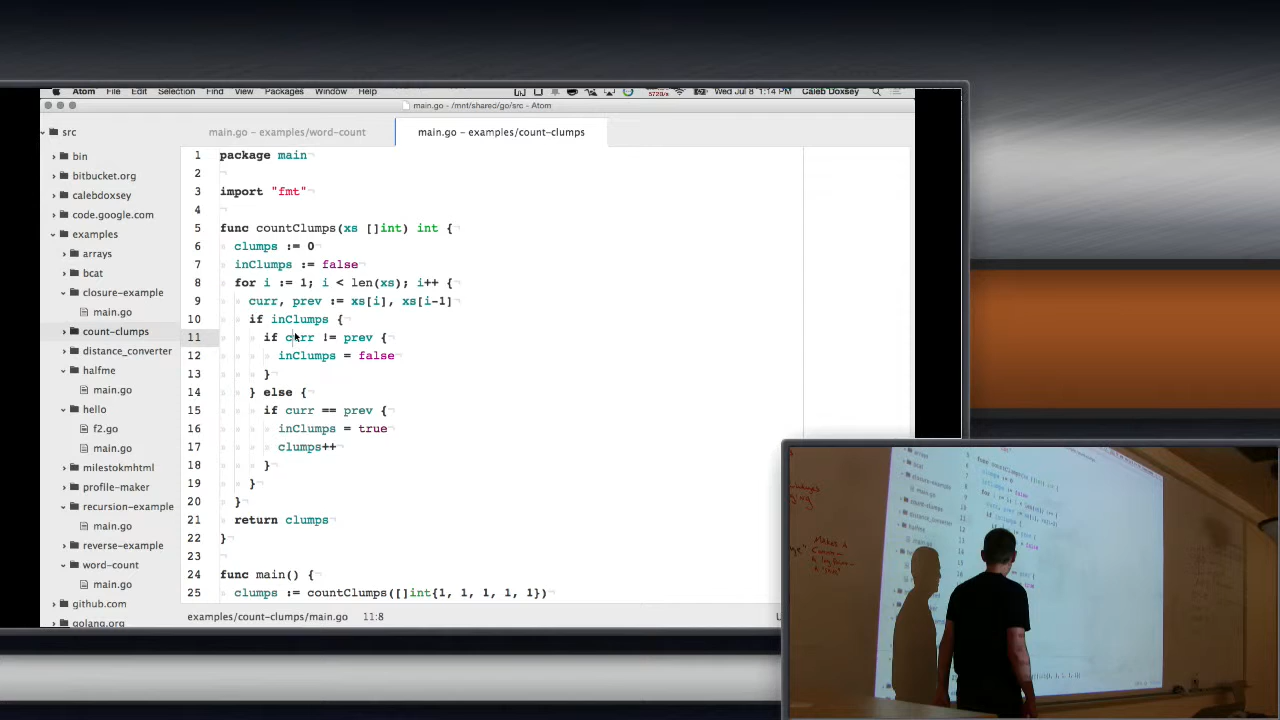 Atom File Edit Selection Find View Packages Window Help Wed Jul 8 1:14 PM Caleb Doxsey
main.go - /mnt/shared/go/src - Atom
src
main.go – examples/word-count
main.go – examples/count-clumps
bin
bitbucket.org
calebdoxsey
code.google.com
examples
arrays
bcat
closure-example
main.go
count-clumps
distance_converter
halfme
main.go
hello
f2.go
main.go
milestokmhtml
profile-maker
recursion-example
main.go
reverse-example
word-count
main.go
github.com
golang.org
1 package main
2
3 import "fmt"
4
5 func countClumps(xs []int) int {
6 clumps := 0
7 inClumps := false
8 for i := 1; i < len(xs); i++ {
9 curr, prev := xs[i], xs[i-1]
10 if inClumps {
11 if curr != prev {
12 inClumps = false
13 }
14 } else {
15 if curr == prev {
16 inClumps = true
17 clumps++
18 }
19 }
20 }
21 return clumps
22 }
23
24 func main() {
25 clumps := countClumps([]int{1, 1, 1, 1, 1})
examples/count-clumps/main.go 11:8